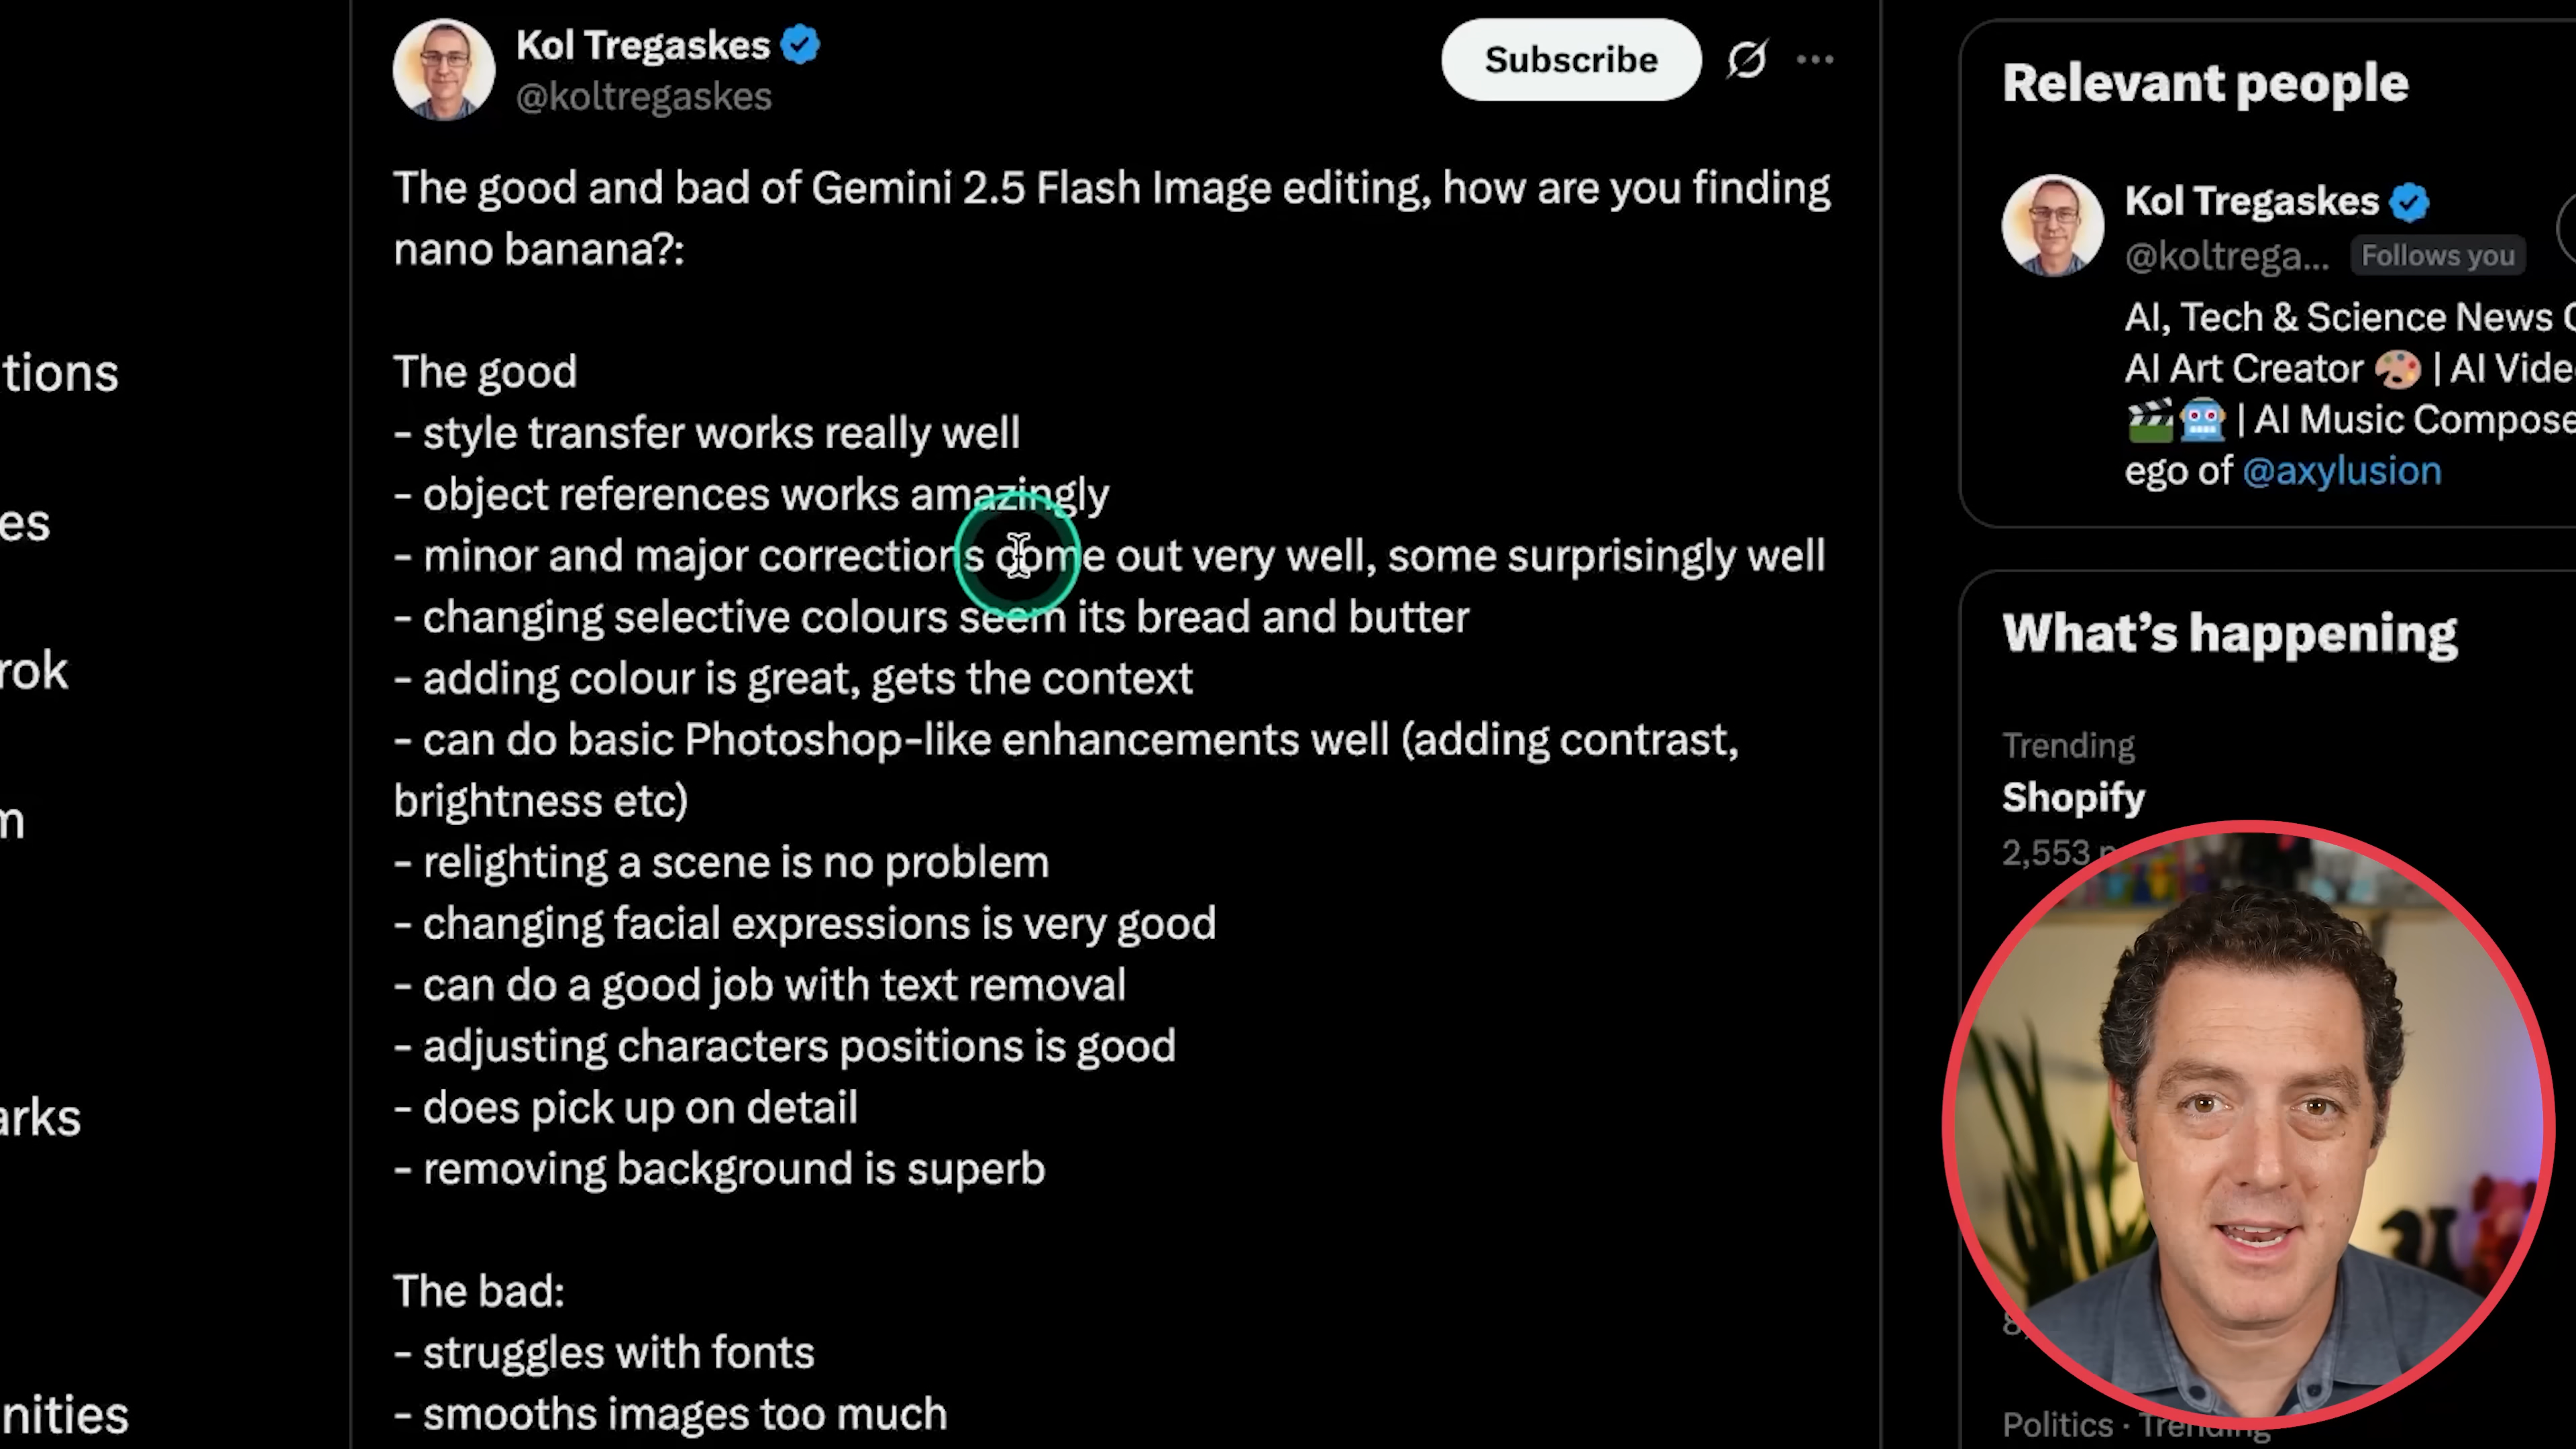 Kol Tregaskes
@koltregaskes
Subscribe
The good and bad of Gemini 2.5 Flash Image editing, how are you finding
nano banana?:
The good
- style transfer works really well
- object references works amazingly
- minor and major corrections come out very well, some surprisingly well
- changing selective colours seem its bread and butter
- adding colour is great, gets the context
- can do basic Photoshop-like enhancements well (adding contrast,
brightness etc)
- relighting a scene is no problem
- changing facial expressions is very good
- can do a good job with text removal
- adjusting characters positions is good
- does pick up on detail
- removing background is superb
The bad:
- struggles with fonts
- smooths images too much
tions
es
rok
m
arks
nities
Relevant people
Kol Tregaskes
@koltrega... Follows you
AI, Tech & Science News
AI Art Creator 🎨 | AI Vide
🎬🤖 | AI Music Compose
ego of @axylusion
What's happening
Trending
Shopify
2,553
Politics · Trending